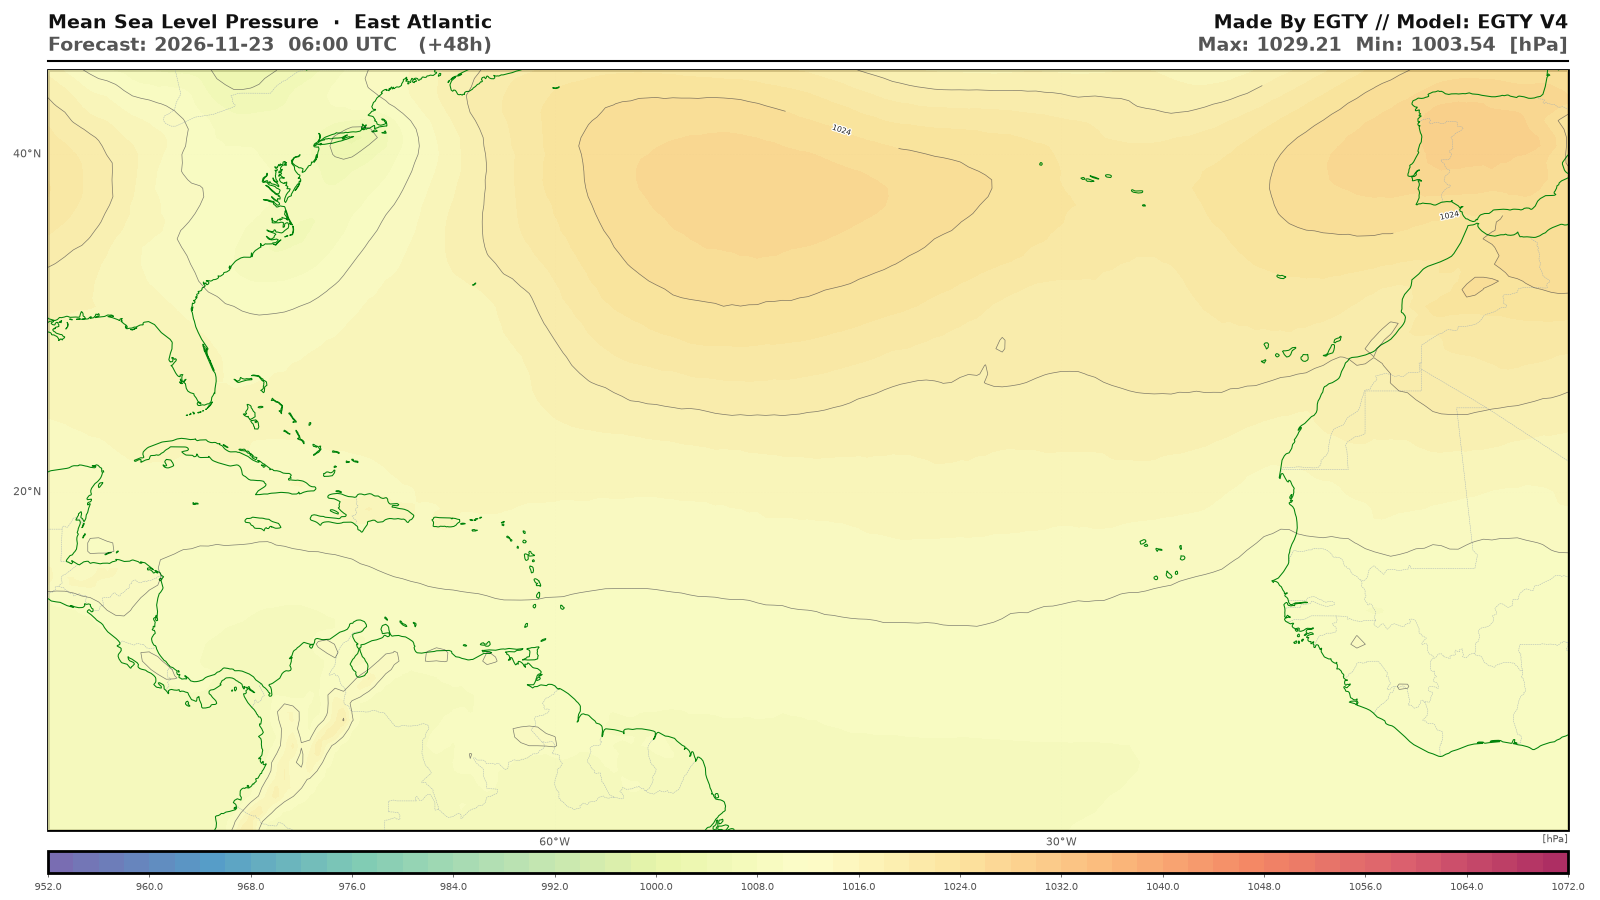 Mean Sea Level Pressure · East Atlantic
Made By EGTY // Model: EGTY V4
Forecast: 2026-11-23 06:00 UTC (+48h)
Max: 1029.21 Min: 1003.54 [hPa]
1024
40°N
1024
20°N
60°W
30°W
[hPa]
952.0 960.0 968.0 976.0 984.0 992.0 1000.0 1008.0 1016.0 1024.0 1032.0 1040.0 1048.0 1056.0 1064.0 1072.0